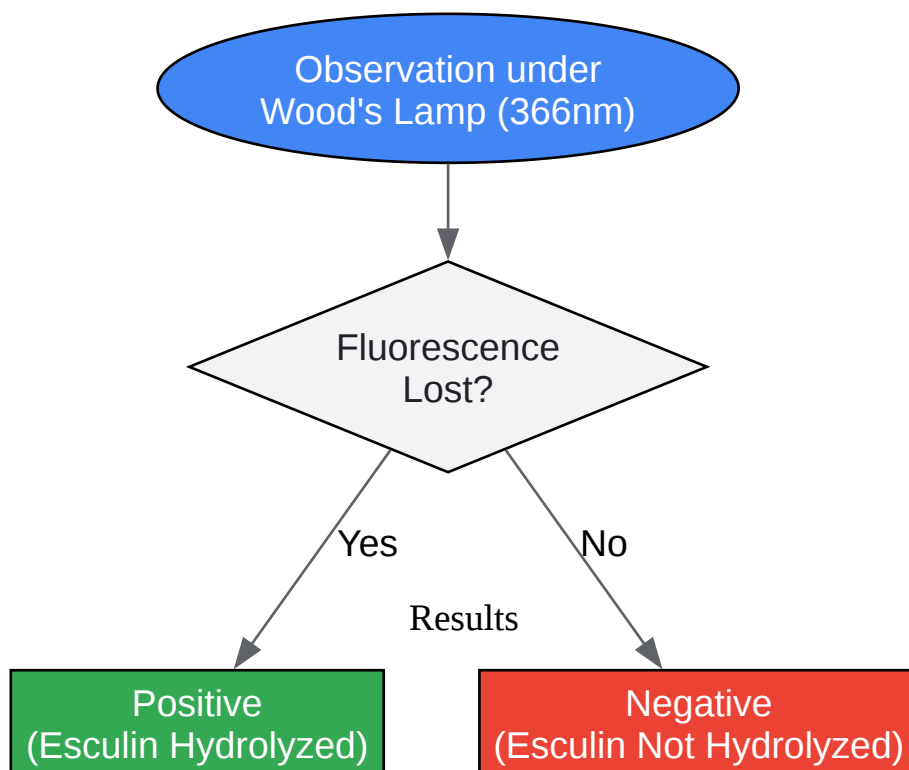 Observation under
Wood's Lamp (366nm)
Fluorescence
Lost?
Yes
No
Results
Positive
(Esculin Hydrolyzed)
Negative
(Esculin Not Hydrolyzed)